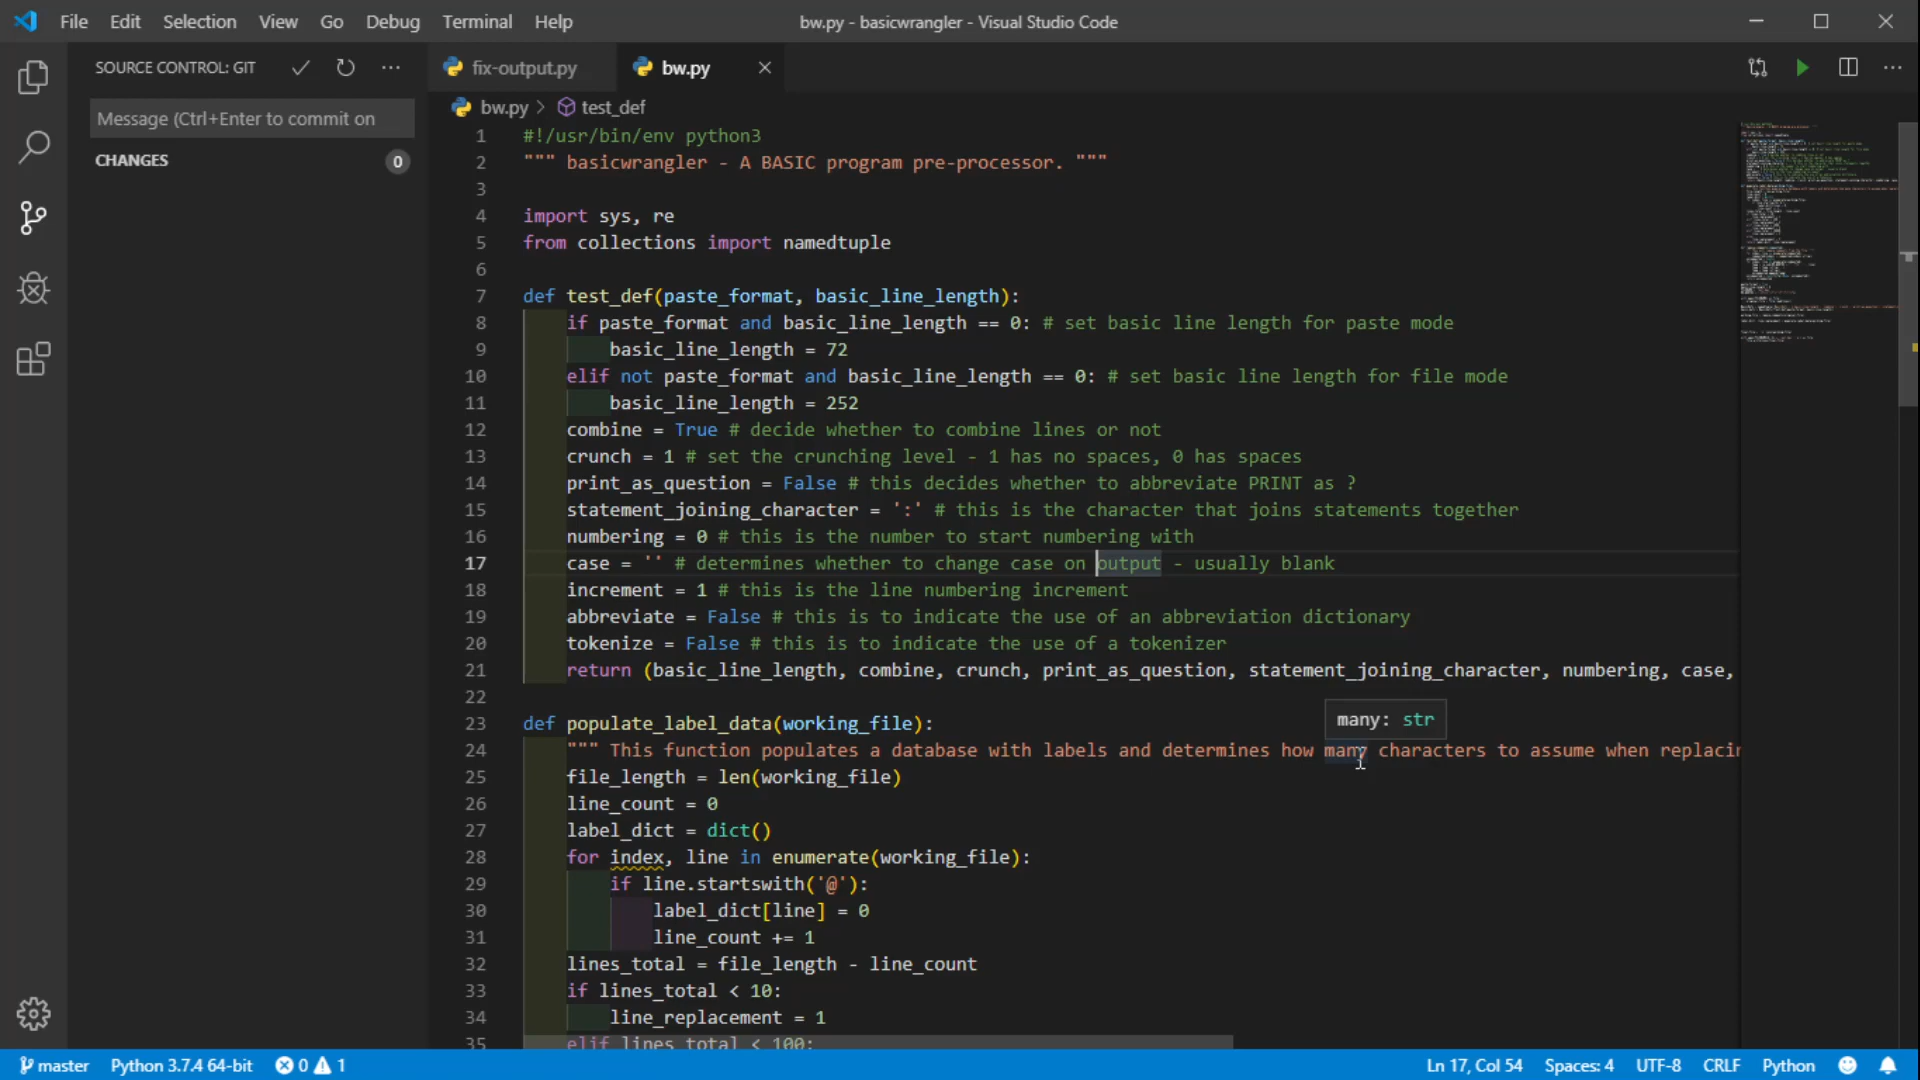 File Edit Selection View Go Debug Terminal Help
bw.py - basicwrangler - Visual Studio Code
SOURCE CONTROL: GIT
Message (Ctrl+Enter to commit on
CHANGES 0
fix-output.py bw.py
bw.py > test_def
1 #!/usr/bin/env python3
2 """ basicwrangler - A BASIC program pre-processor. """
3
4 import sys, re
5 from collections import namedtuple
6
7 def test_def(paste_format, basic_line_length):
8 if paste_format and basic_line_length == 0: # set basic line length for paste mode
9 basic_line_length = 72
10 elif not paste_format and basic_line_length == 0: # set basic line length for file mode
11 basic_line_length = 252
12 combine = True # decide whether to combine lines or not
13 crunch = 1 # set the crunching level - 1 has no spaces, 0 has spaces
14 print_as_question = False # this decides whether to abbreviate PRINT as ?
15 statement_joining_character = ':' # this is the character that joins statements together
16 numbering = 0 # this is the number to start numbering with
17 case = '' # determines whether to change case on output - usually blank
18 increment = 1 # this is the line numbering increment
19 abbreviate = False # this is to indicate the use of an abbreviation dictionary
20 tokenize = False # this is to indicate the use of a tokenizer
21 return (basic_line_length, combine, crunch, print_as_question, statement_joining_character, numbering, case,
22
many: str
23 def populate_label_data(working_file):
24 """ This function populates a database with labels and determines how many characters to assume when replacin
25 file_length = len(working_file)
26 line_count = 0
27 label_dict = dict()
28 for index, line in enumerate(working_file):
29 if line.startswith('@'):
30 label_dict[line] = 0
31 line_count += 1
32 lines_total = file_length - line_count
33 if lines_total < 10:
34 line_replacement = 1
35 elif lines_total < 100:
master Python 3.7.4 64-bit 0 1
Ln 17, Col 54 Spaces: 4 UTF-8 CRLF Python